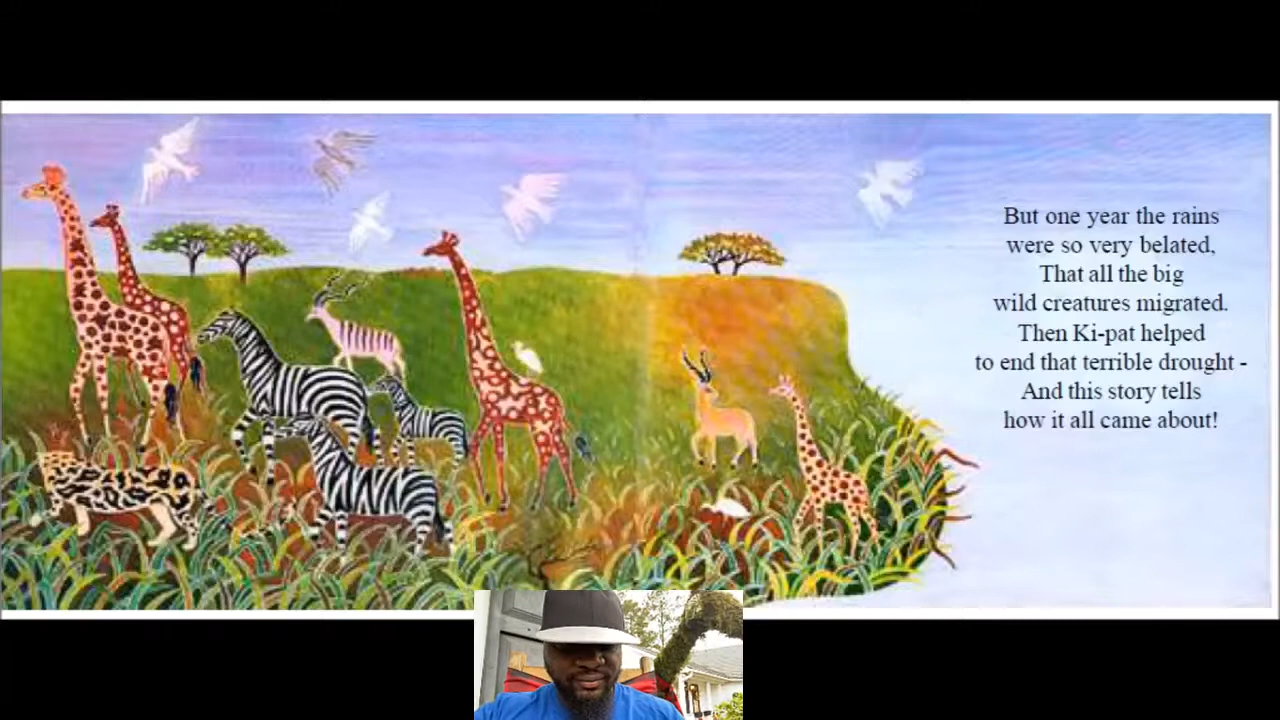 But one year the rains
were so very belated,
That all the big
wild creatures migrated.
Then Ki-pat helped
to end that terrible drought -
And this story tells
how it all came about!